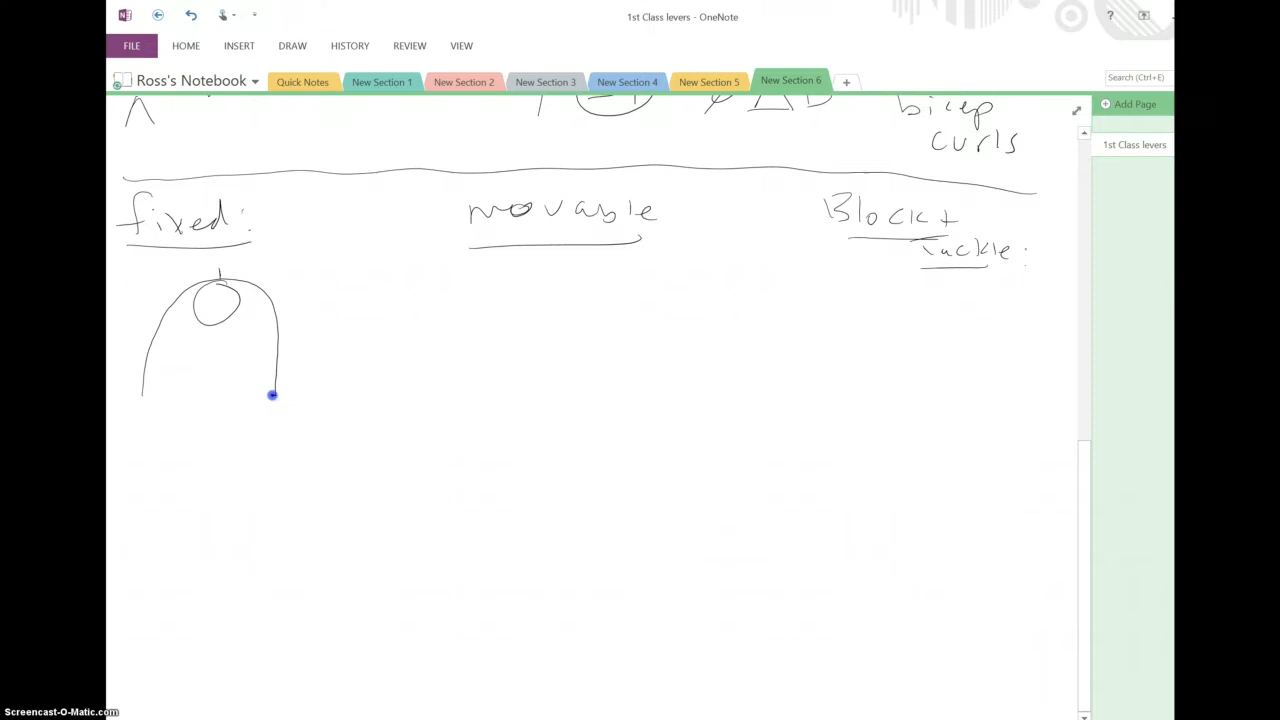 1st Class levers - OneNote
?
FILE HOME INSERT DRAW HISTORY REVIEW VIEW
Ross's Notebook Quick Notes New Section 1 New Section 2 New Section 3 New Section 4 New Section 5 New Section 6 + Search (Ctrl+E)
Add Page
1st Class levers
bicep
curls
fixed: movable Block +
Tackle:
Screencast-O-Matic.com